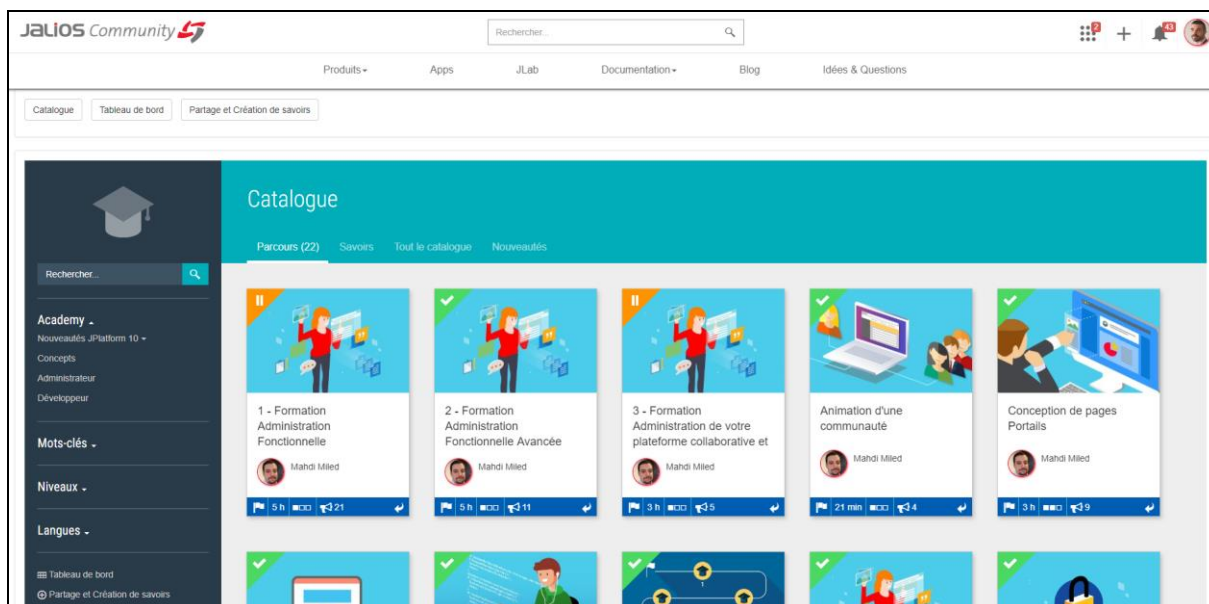 Jalios Community
Rechercher...
2
43
Produits
Apps
JLab
Documentation
Blog
Idées & Questions
Catalogue
Tableau de bord
Partage et Création de savoirs
Catalogue
Parcours (22)
Savoirs
Tout le catalogue
Nouveautés
Rechercher...
Academy
Nouveautés JPlatform 10
Concepts
Administrateur
Développeur
Mots-clés
Niveaux
Langues
Tableau de bord
Partage et Création de savoirs
1 - Formation
Administration
Fonctionnelle
Mahdi Miled
5 h
21
2 - Formation
Administration
Fonctionnelle Avancée
Mahdi Miled
5 h
11
3 - Formation
Administration de votre
plateforme collaborative et
Mahdi Miled
3 h
5
Animation d'une
communauté
Mahdi Miled
21 min
4
Conception de pages
Portails
Mahdi Miled
3 h
9